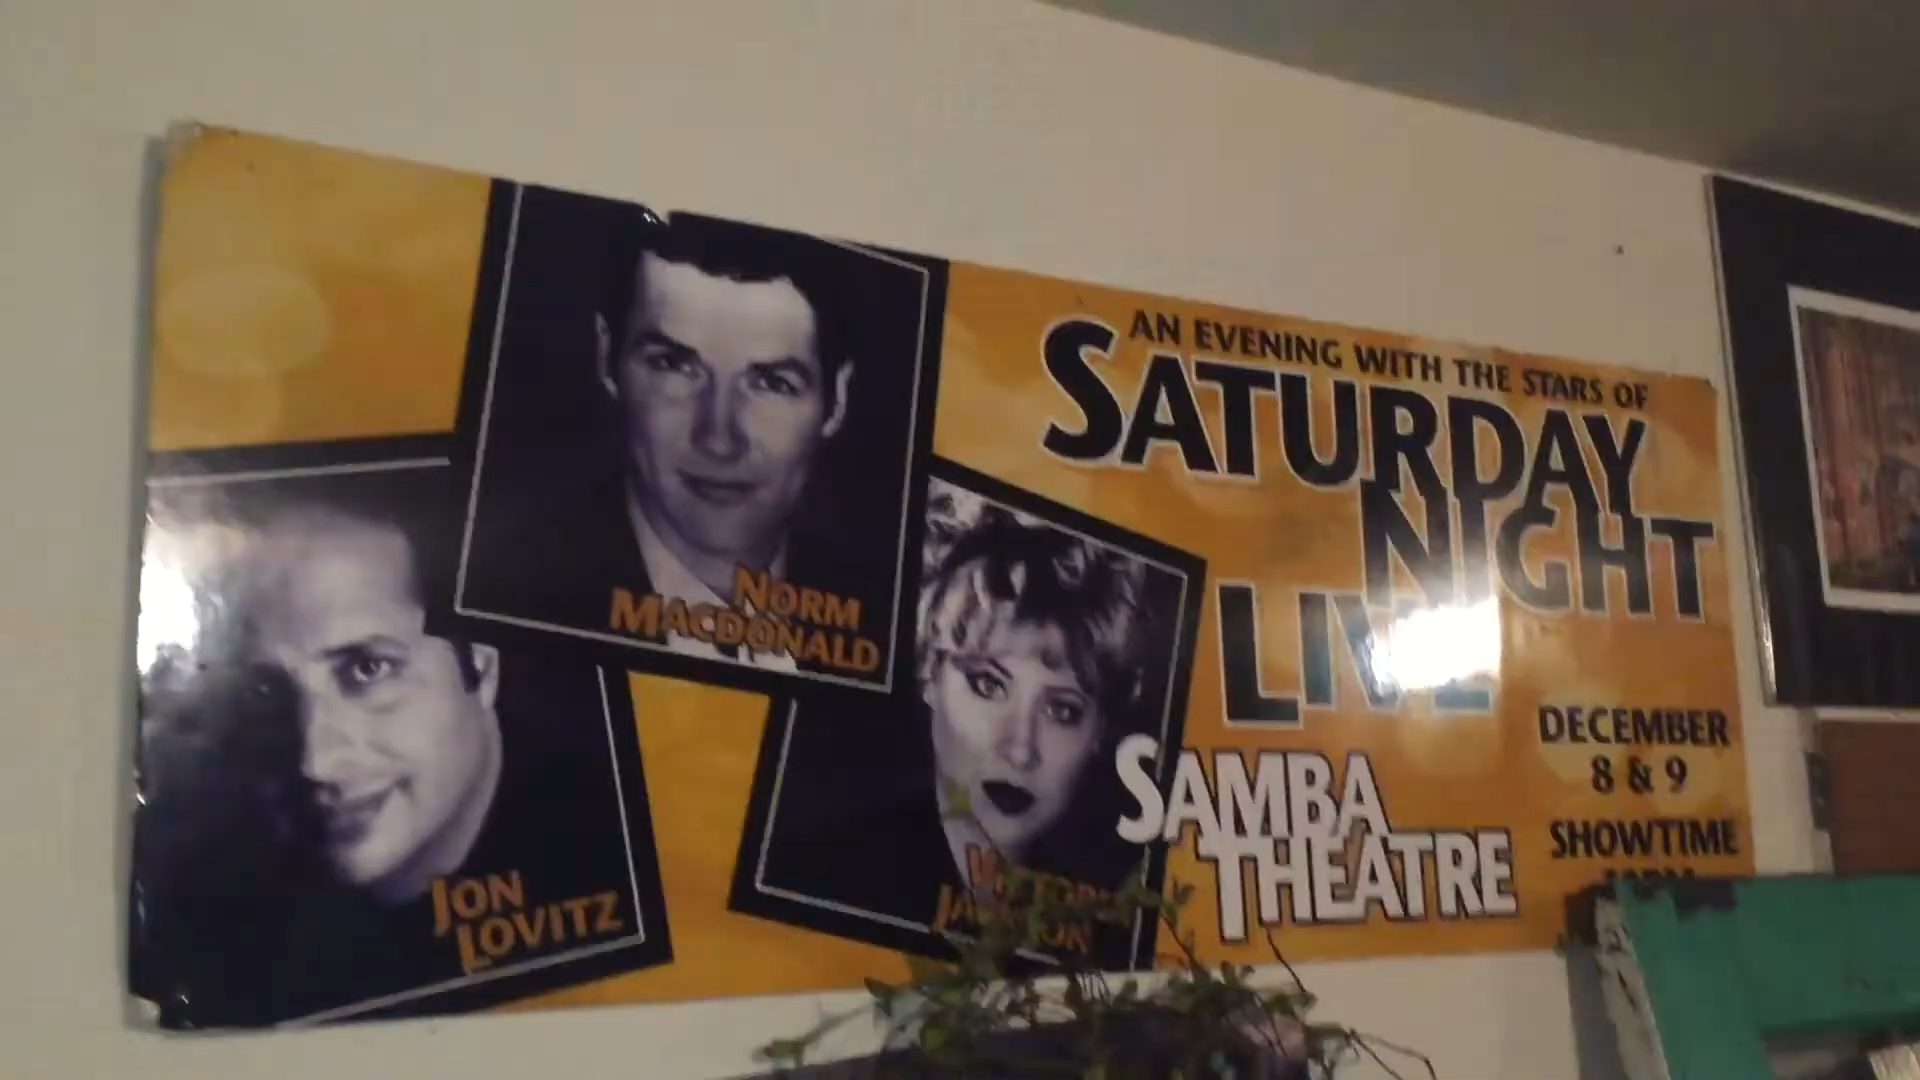 AN EVENING WITH THE STARS OF
SATURDAY
NIGHT
LIVE
NORM
MACDONALD
JON
LOVITZ
SAMBA
THEATRE
DECEMBER
8 & 9
SHOWTIME